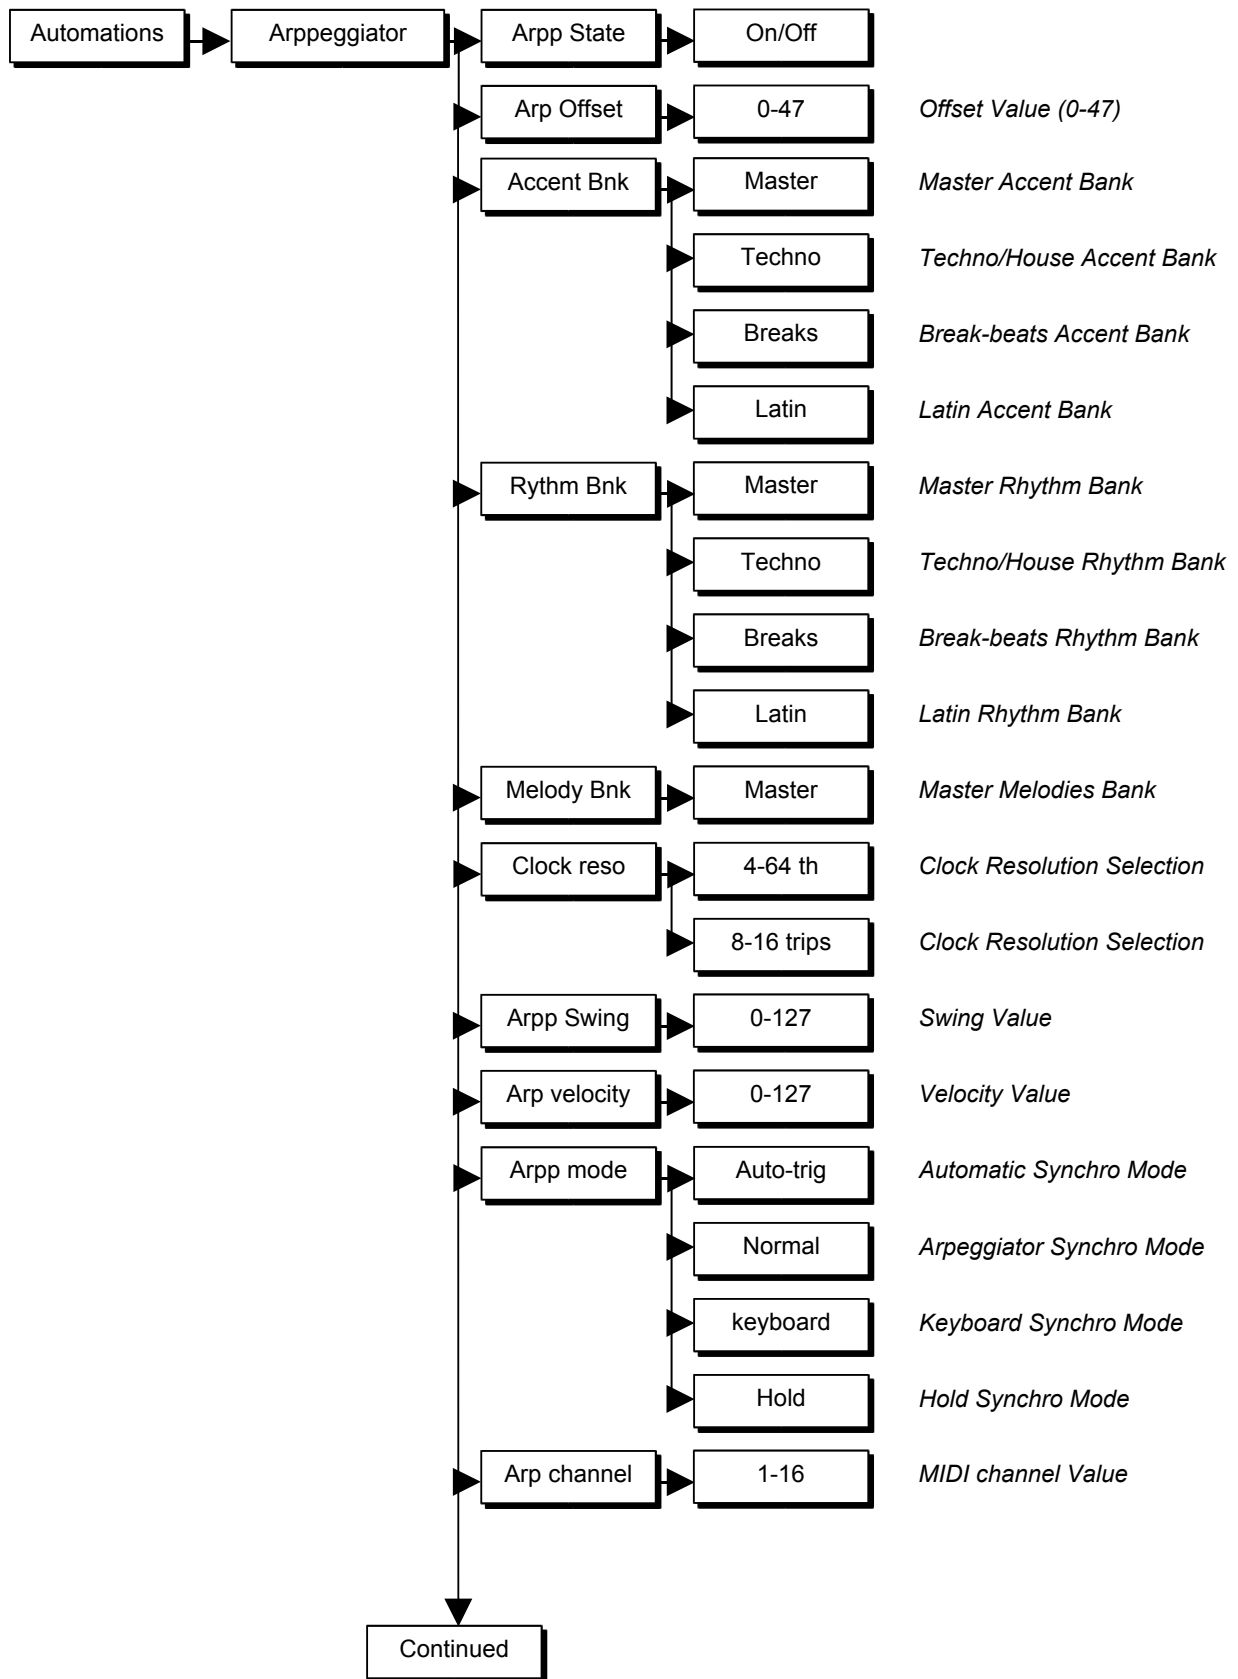 Automations Arppeggiator Arpp State On/Off
Arp Offset 0-47 Offset Value (0-47)
Accent Bnk Master Master Accent Bank
Techno Techno/House Accent Bank
Breaks Break-beats Accent Bank
Latin Latin Accent Bank
Rythm Bnk Master Master Rhythm Bank
Techno Techno/House Rhythm Bank
Breaks Break-beats Rhythm Bank
Latin Latin Rhythm Bank
Melody Bnk Master Master Melodies Bank
Clock reso 4-64 th Clock Resolution Selection
8-16 trips Clock Resolution Selection
Arpp Swing 0-127 Swing Value
Arp velocity 0-127 Velocity Value
Arpp mode Auto-trig Automatic Synchro Mode
Normal Arpeggiator Synchro Mode
keyboard Keyboard Synchro Mode
Hold Hold Synchro Mode
Arp channel 1-16 MIDI channel Value
Continued